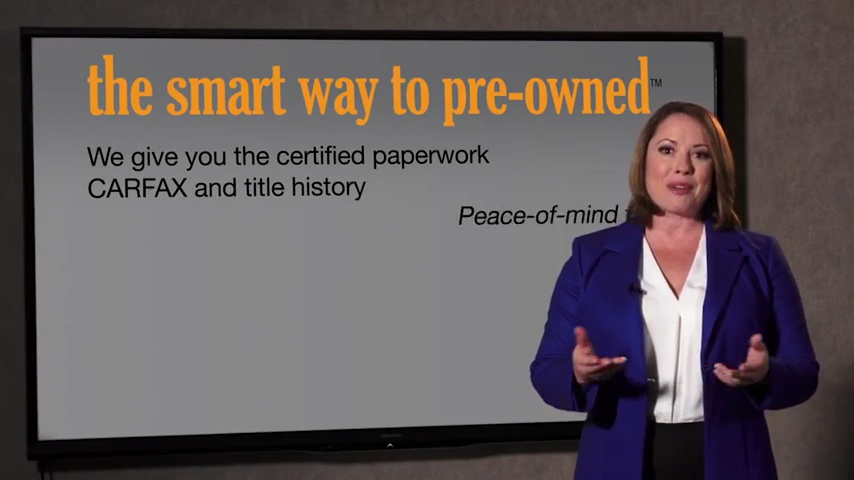 the smart way to pre-owned™
We give you the certified paperwork
CARFAX and title history
Peace-of-mind